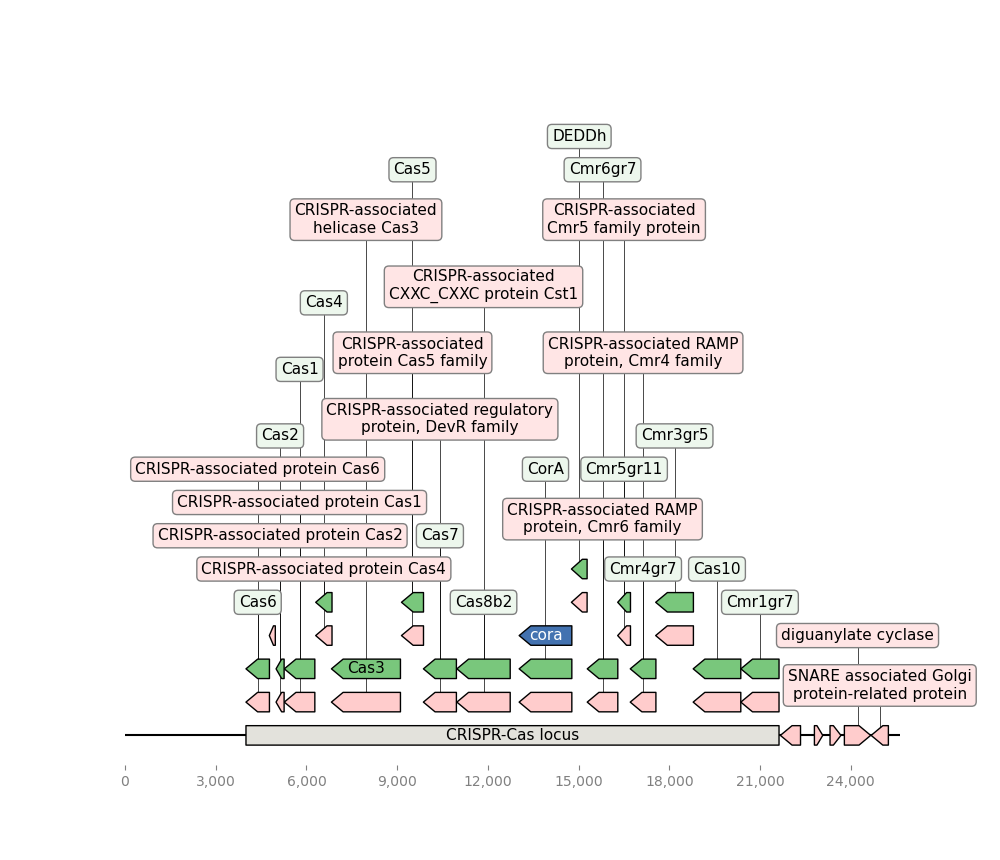 DEDDh
Cas5
Cmr6gr7
CRISPR-associated
helicase Cas3
CRISPR-associated
Cmr5 family protein
CRISPR-associated
CXXC_CXXC protein Cst1
Cas4
CRISPR-associated
protein Cas5 family
CRISPR-associated RAMP
protein, Cmr4 family
Cas1
CRISPR-associated regulatory
protein, DevR family
Cas2
Cmr3gr5
CRISPR-associated protein Cas6
CorA
Cmr5gr11
CRISPR-associated protein Cas1
CRISPR-associated RAMP
protein, Cmr6 family
CRISPR-associated protein Cas2
Cas7
CRISPR-associated protein Cas4
Cmr4gr7
Cas10
Cas6
Cas8b2
Cmr1gr7
cora
diguanylate cyclase
Cas3
SNARE associated Golgi
protein-related protein
CRISPR-Cas locus
0
3,000
6,000
9,000
12,000
15,000
18,000
21,000
24,000